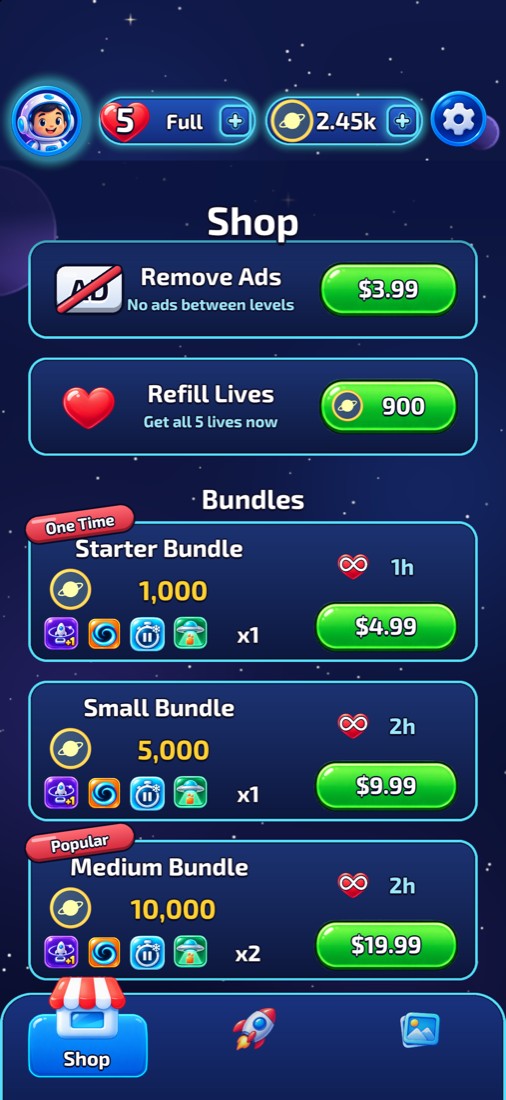 5 Full
2.45k
Shop
AD
Remove Ads
No ads between levels
$3.99
Refill Lives
Get all 5 lives now
900
Bundles
One Time
Starter Bundle
1,000
x1
1h
$4.99
Small Bundle
5,000
x1
2h
$9.99
Popular
Medium Bundle
10,000
x2
2h
$19.99
Shop